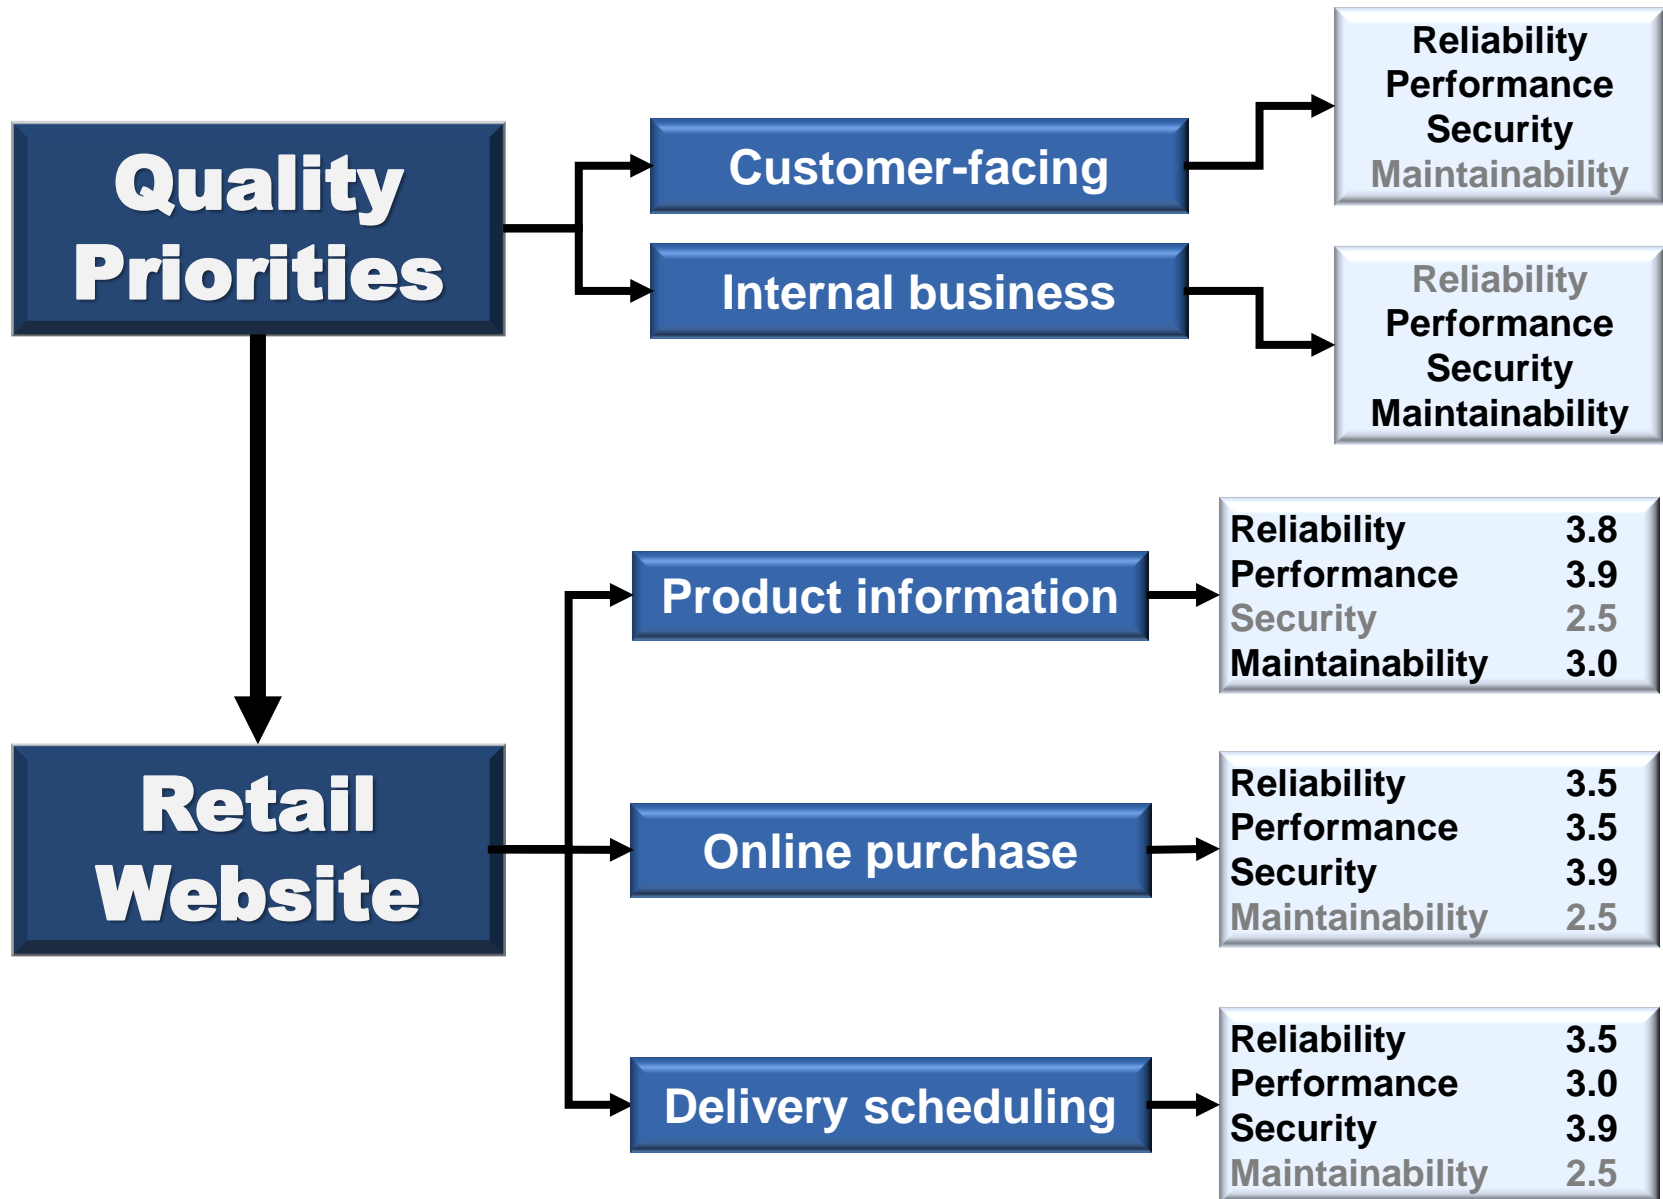 Quality
Priorities
Customer-facing
Reliability
Performance
Security
Maintainability
Internal business
Reliability
Performance
Security
Maintainability
Retail
Website
Product information
Reliability 3.8
Performance 3.9
Security 2.5
Maintainability 3.0
Online purchase
Reliability 3.5
Performance 3.5
Security 3.9
Maintainability 2.5
Delivery scheduling
Reliability 3.5
Performance 3.0
Security 3.9
Maintainability 2.5